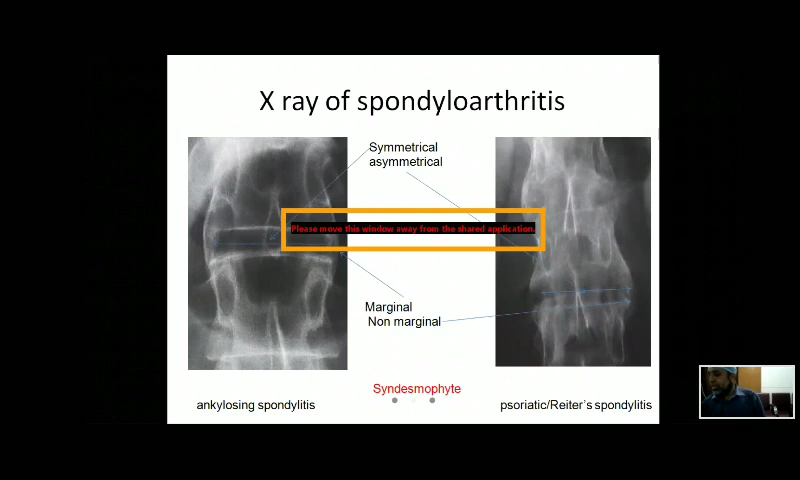 X ray of spondyloarthritis
Symmetrical
asymmetrical
Please move this window away from the shared application.
Marginal
Non marginal
Syndesmophyte
ankylosing spondylitis
psoriatic/Reiter's spondylitis